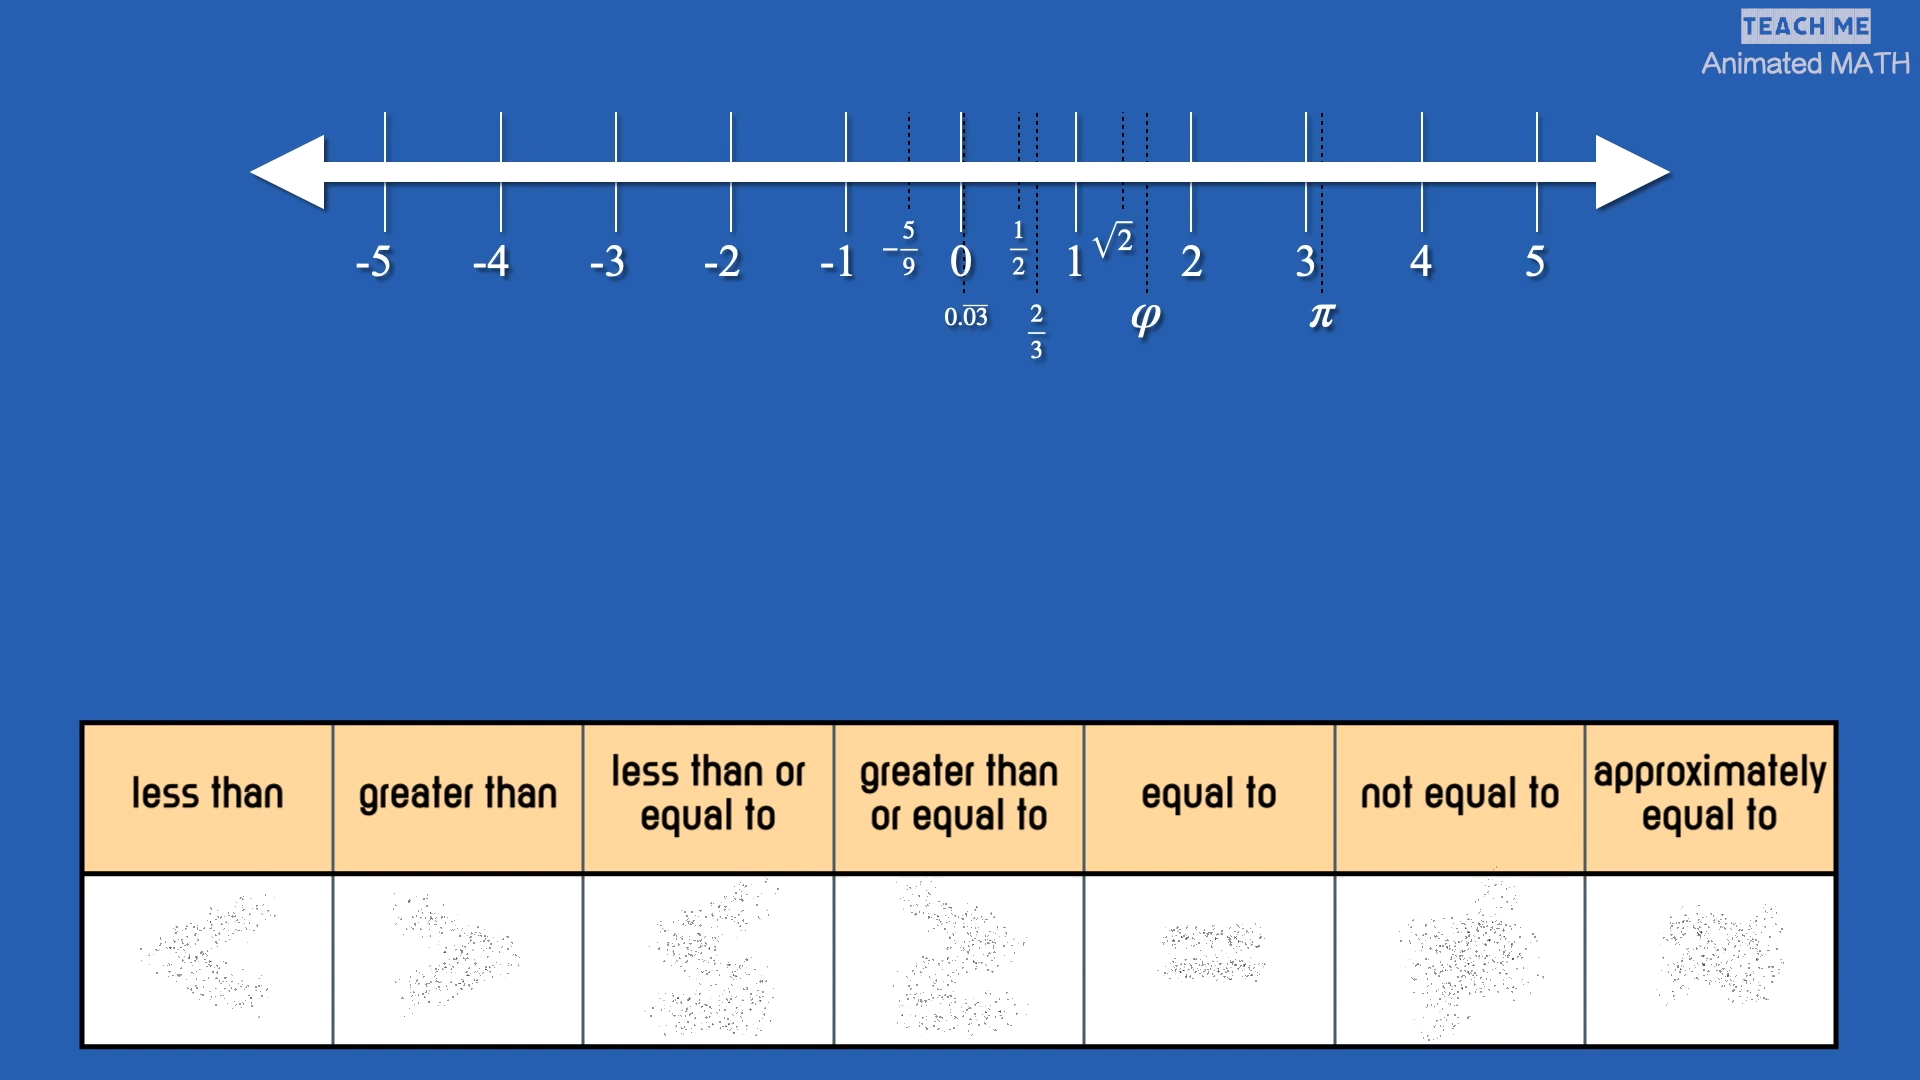 TEACH ME
Animated MATH
-5 -4 -3 -2 -1 -5/9 0 1/2 1 √2 2 3 4 5
0.0̅3̅ 2/3 φ π
less than
greater than
less than or
equal to
greater than
or equal to
equal to
not equal to
approximately
equal to
< > ≤ ≥ = ≠ ≈